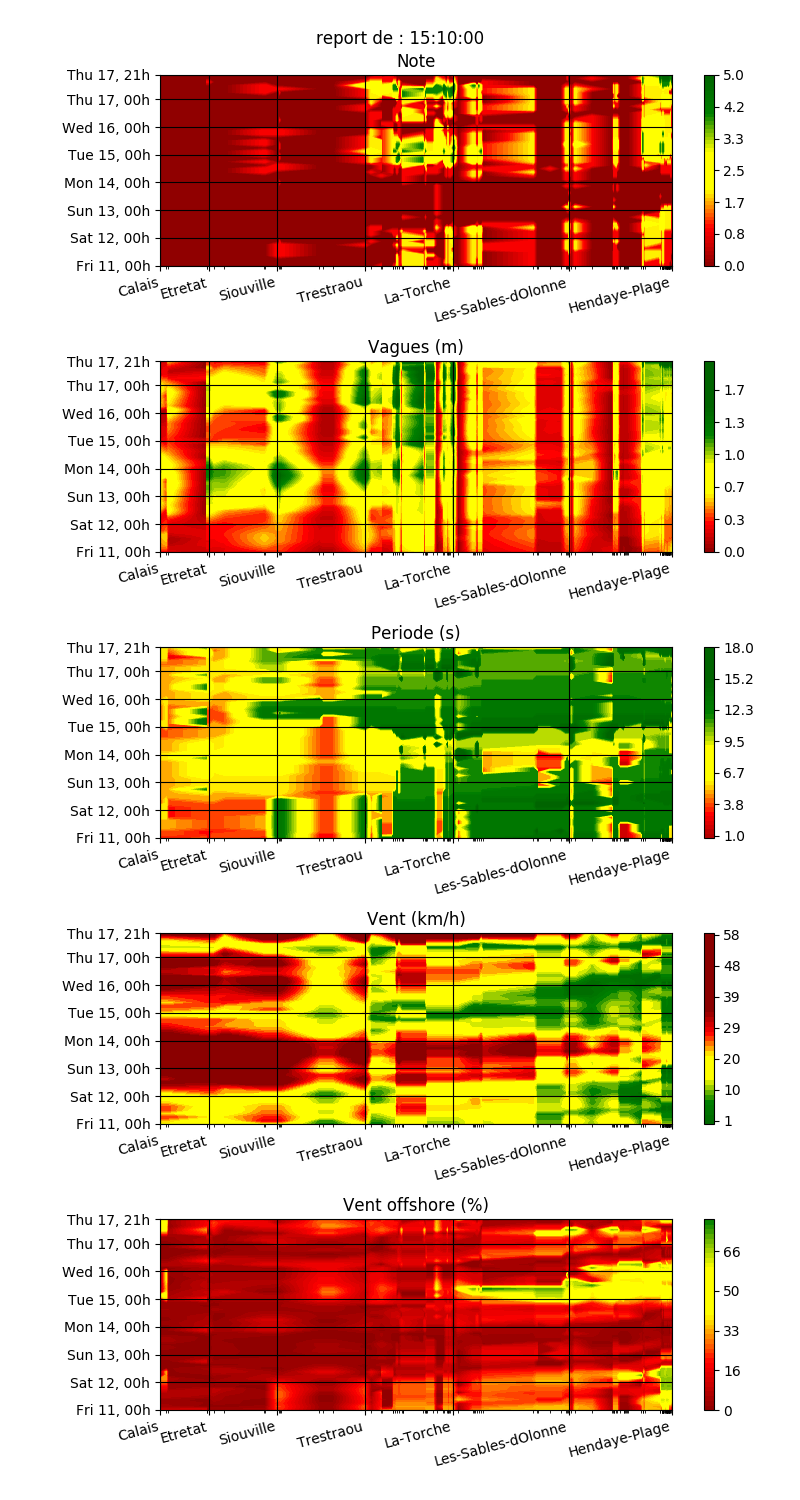 report de : 15:10:00
Note
Thu 17, 21h
Thu 17, 00h
Wed 16, 00h
Tue 15, 00h
Mon 14, 00h
Sun 13, 00h
Sat 12, 00h
Fri 11, 00h
5.0
4.2
3.3
2.5
1.7
0.8
0.0
Calais
Etretat
Siouville
Trestraou
La-Torche
Les-Sables-dOlonne
Hendaye-Plage
Vagues (m)
Thu 17, 21h
Thu 17, 00h
Wed 16, 00h
Tue 15, 00h
Mon 14, 00h
Sun 13, 00h
Sat 12, 00h
Fri 11, 00h
1.7
1.3
1.0
0.7
0.3
0.0
Calais
Etretat
Siouville
Trestraou
La-Torche
Les-Sables-dOlonne
Hendaye-Plage
Periode (s)
Thu 17, 21h
Thu 17, 00h
Wed 16, 00h
Tue 15, 00h
Mon 14, 00h
Sun 13, 00h
Sat 12, 00h
Fri 11, 00h
18.0
15.2
12.3
9.5
6.7
3.8
1.0
Calais
Etretat
Siouville
Trestraou
La-Torche
Les-Sables-dOlonne
Hendaye-Plage
Vent (km/h)
Thu 17, 21h
Thu 17, 00h
Wed 16, 00h
Tue 15, 00h
Mon 14, 00h
Sun 13, 00h
Sat 12, 00h
Fri 11, 00h
58
48
39
29
20
10
1
Calais
Etretat
Siouville
Trestraou
La-Torche
Les-Sables-dOlonne
Hendaye-Plage
Vent offshore (%)
Thu 17, 21h
Thu 17, 00h
Wed 16, 00h
Tue 15, 00h
Mon 14, 00h
Sun 13, 00h
Sat 12, 00h
Fri 11, 00h
66
50
33
16
0
Calais
Etretat
Siouville
Trestraou
La-Torche
Les-Sables-dOlonne
Hendaye-Plage